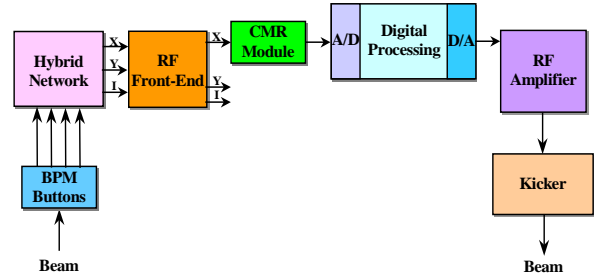 Hybrid
Network
X
Y
I
RF
Front-End
X
Y
I
CMR
Module
A/D
Digital
Processing
D/A
RF
Amplifier
BPM
Buttons
Kicker
Beam
Beam